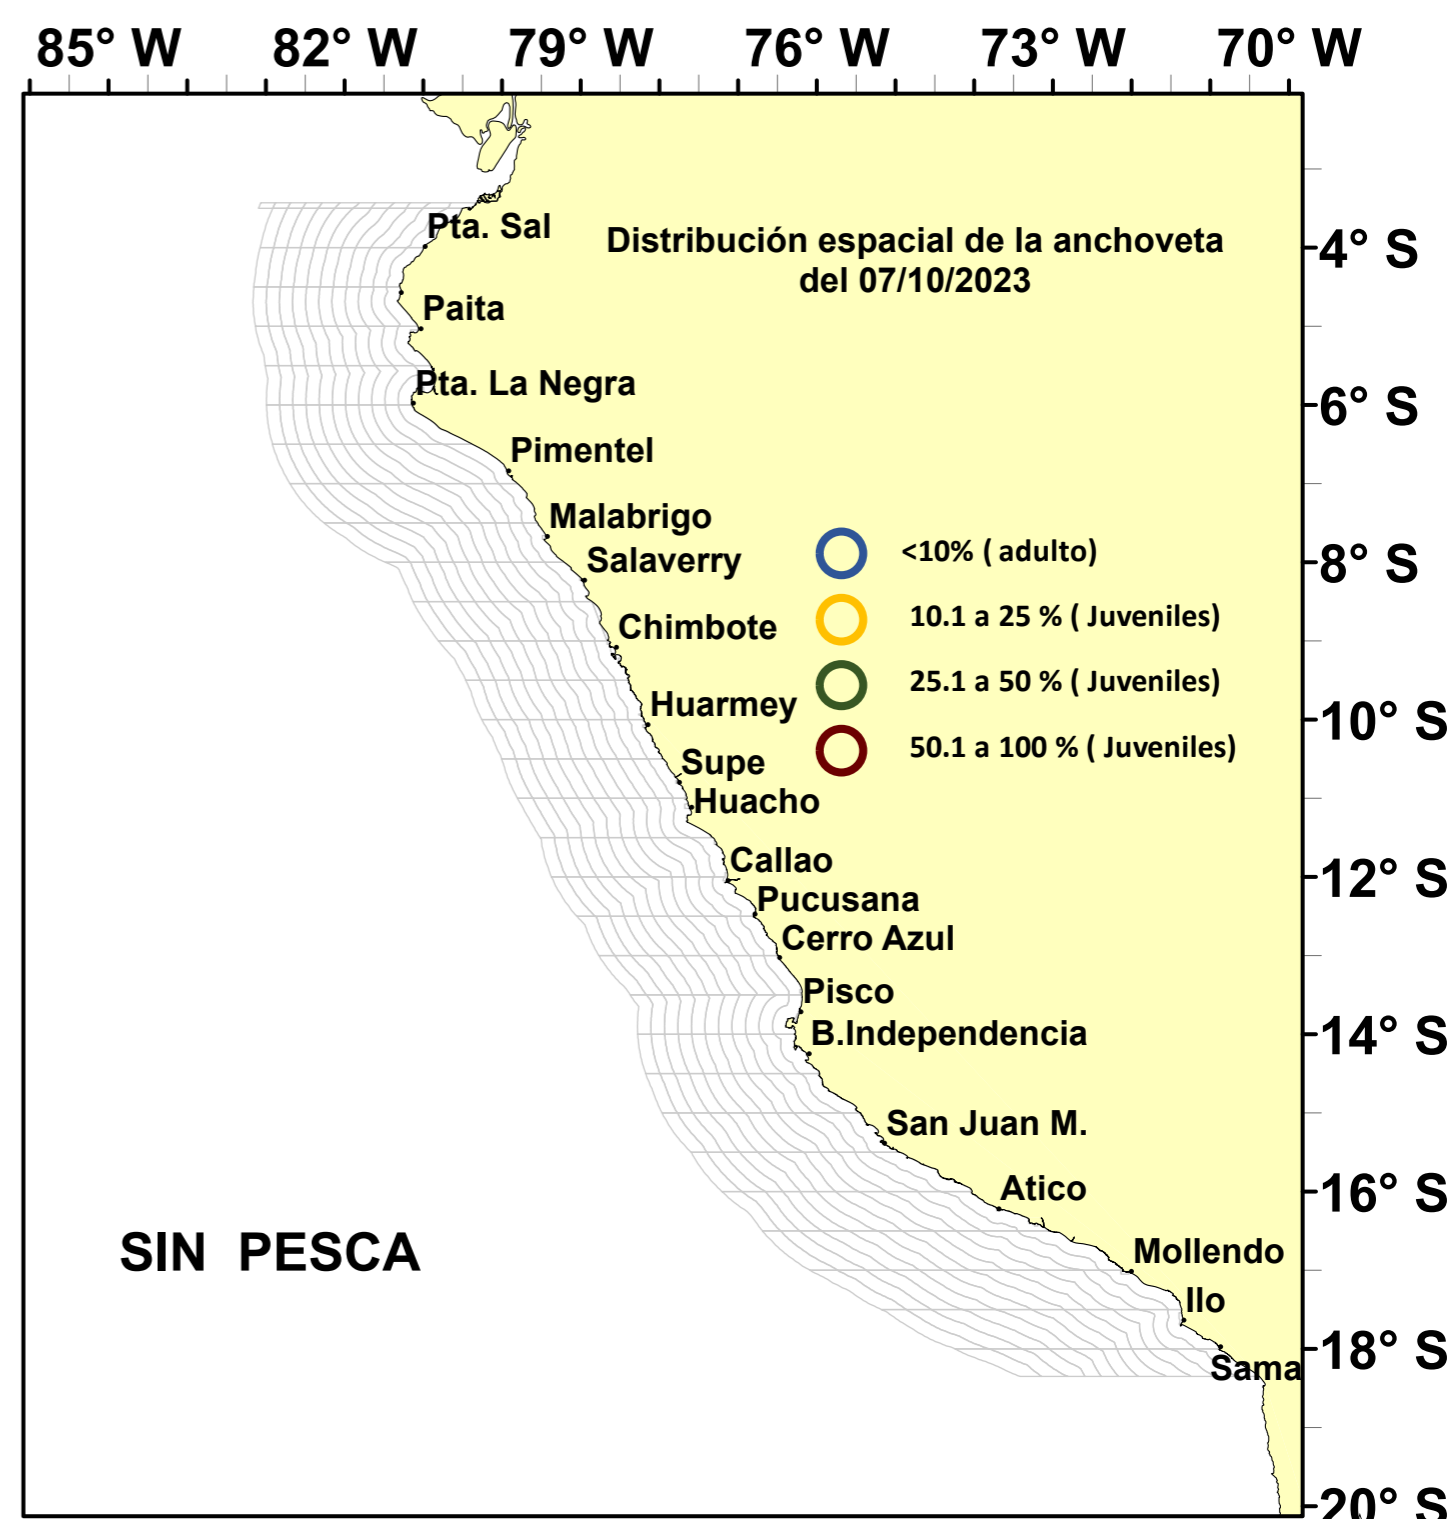 85° W 82° W 79° W 76° W 73° W 70° W
Distribución espacial de la anchoveta
del 07/10/2023
Pta. Sal
4° S
Paita
Pta. La Negra
6° S
Pimentel
Malabrigo
Salaverry
<10% ( adulto)
8° S
10.1 a 25 % ( Juveniles)
Chimbote
25.1 a 50 % ( Juveniles)
Huarmey
10° S
50.1 a 100 % ( Juveniles)
Supe
Huacho
Callao
12° S
Pucusana
Cerro Azul
Pisco
B.Independencia
14° S
San Juan M.
Atico
16° S
SIN PESCA
Mollendo
Ilo
18° S
Sama
20° S